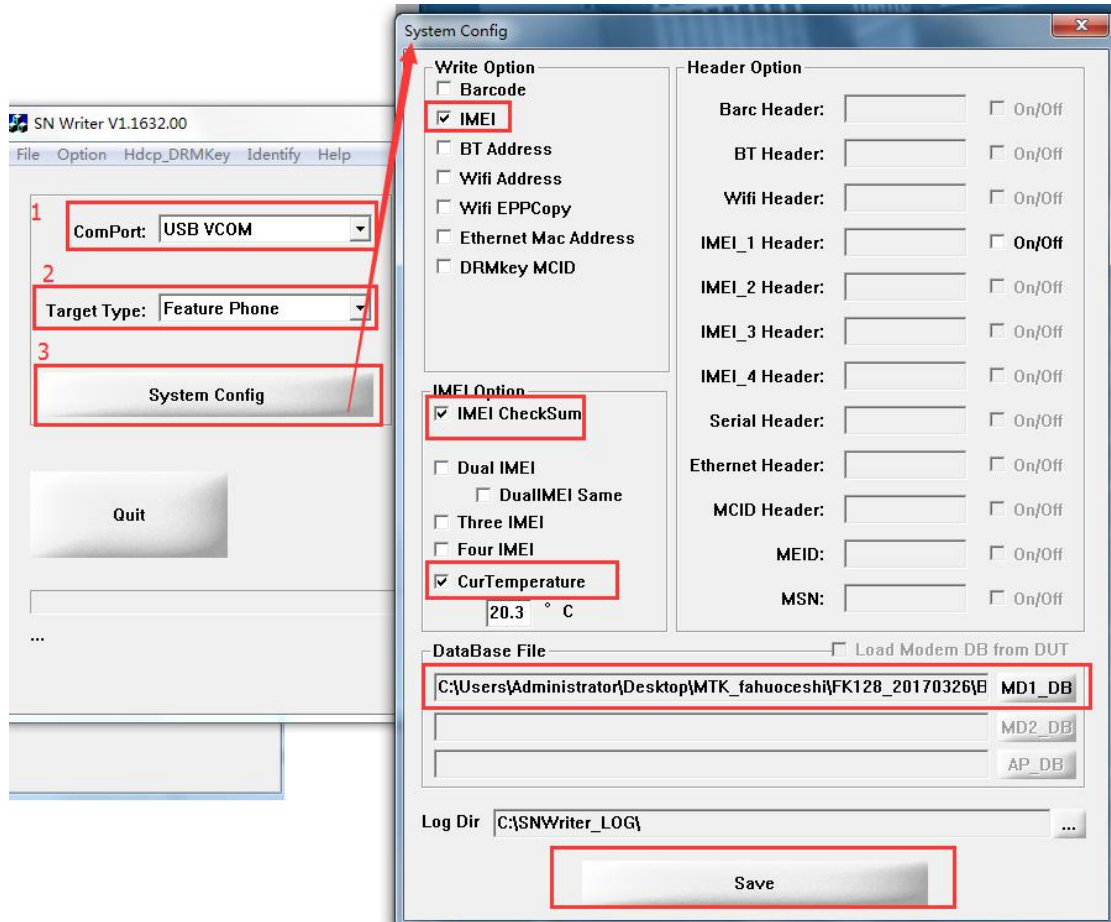 SN Writer V1.1632.00
File Option Hdcp_DRMKey Identify Help
1
ComPort: USB VCOM
2
Target Type: Feature Phone
3
System Config
Quit
...
System Config
Write Option
Barcode
IMEI
BT Address
Wifi Address
Wifi EPPCopy
Ethernet Mac Address
DRMkey MCID
IMEI Option
IMEI CheckSum
Dual IMEI
DualIMEI Same
Three IMEI
Four IMEI
CurTemperature
20.3 ° C
Header Option
Barc Header: On/Off
BT Header: On/Off
Wifi Header: On/Off
IMEI_1 Header: On/Off
IMEI_2 Header: On/Off
IMEI_3 Header: On/Off
IMEI_4 Header: On/Off
Serial Header: On/Off
Ethernet Header: On/Off
MCID Header: On/Off
MEID: On/Off
MSN: On/Off
DataBase File Load Modem DB from DUT
C:\Users\Administrator\Desktop\MTK_fahuoceshi\FK128_20170326\B MD1_DB
MD2_DB
AP_DB
Log Dir C:\SNWriter_LOG\ ...
Save